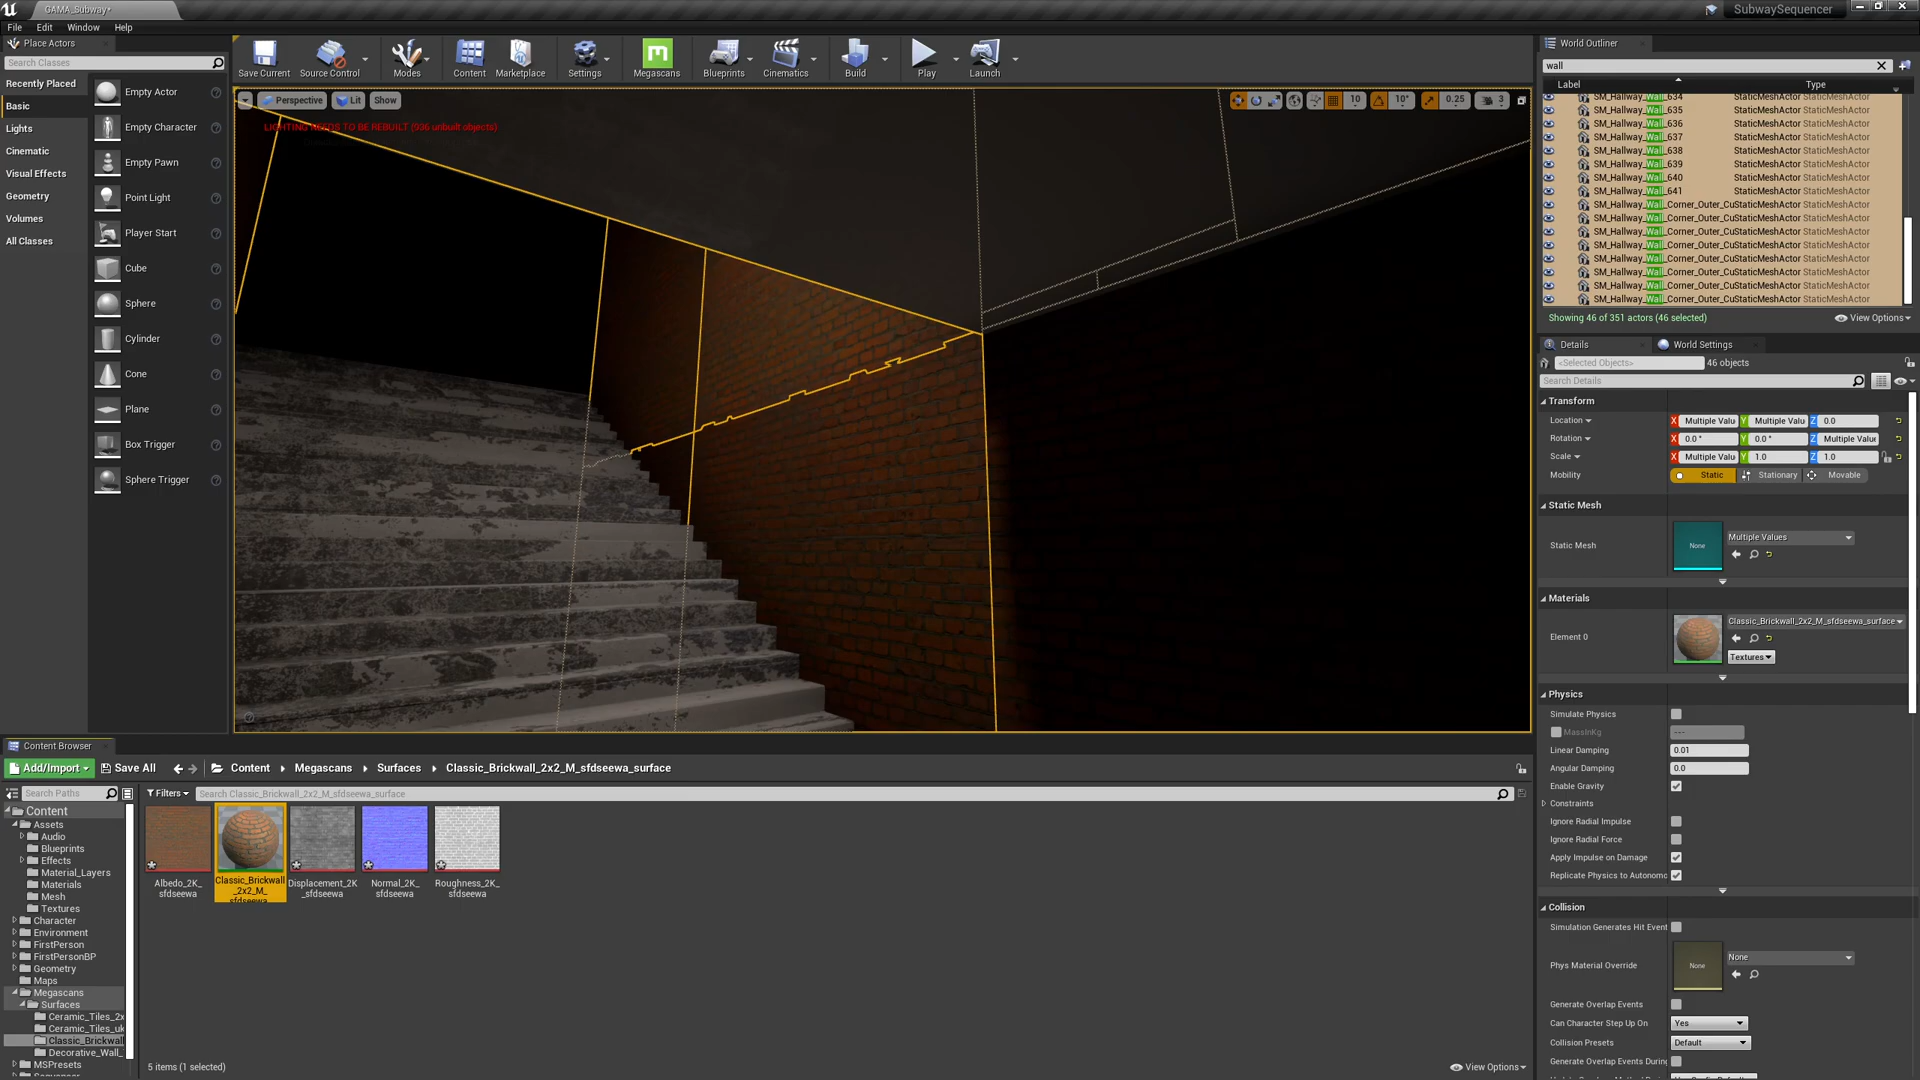 GAMA_Subway*
SubwaySequencer
File Edit Window Help
Place Actors
Search Classes
Recently Placed
Basic
Lights
Cinematic
Visual Effects
Geometry
Volumes
All Classes
Empty Actor
Empty Character
Empty Pawn
Point Light
Player Start
Cube
Sphere
Cylinder
Cone
Plane
Box Trigger
Sphere Trigger
Save Current Source Control Modes Content Marketplace Settings Megascans Blueprints Cinematics Build Play Launch
Perspective Lit Show
10 10° 0.25 3
LIGHTING NEEDS TO BE REBUILT (936 unbuilt objects)
World Outliner
wall
Label Type
SM_Hallway_Wall_634 StaticMeshActor StaticMeshActor
SM_Hallway_Wall_635 StaticMeshActor StaticMeshActor
SM_Hallway_Wall_636 StaticMeshActor StaticMeshActor
SM_Hallway_Wall_637 StaticMeshActor StaticMeshActor
SM_Hallway_Wall_638 StaticMeshActor StaticMeshActor
SM_Hallway_Wall_639 StaticMeshActor StaticMeshActor
SM_Hallway_Wall_640 StaticMeshActor StaticMeshActor
SM_Hallway_Wall_641 StaticMeshActor StaticMeshActor
SM_Hallway_Wall_Corner_Outer_CuStaticMeshActor StaticMeshActor
SM_Hallway_Wall_Corner_Outer_CuStaticMeshActor StaticMeshActor
SM_Hallway_Wall_Corner_Outer_CuStaticMeshActor StaticMeshActor
SM_Hallway_Wall_Corner_Outer_CuStaticMeshActor StaticMeshActor
SM_Hallway_Wall_Corner_Outer_CuStaticMeshActor StaticMeshActor
SM_Hallway_Wall_Corner_Outer_CuStaticMeshActor StaticMeshActor
SM_Hallway_Wall_Corner_Outer_CuStaticMeshActor StaticMeshActor
SM_Hallway_Wall_Corner_Outer_CuStaticMeshActor StaticMeshActor
Showing 46 of 351 actors (46 selected) View Options
Details World Settings
<Selected Objects> 46 objects
Search Details
Transform
Location X Multiple Valu Y Multiple Valu Z 0.0
Rotation X 0.0 ° Y 0.0 ° Z Multiple Value
Scale X Multiple Valu Y 1.0 Z 1.0
Mobility Static Stationary Movable
Static Mesh
Static Mesh None Multiple Values
Materials
Element 0 Classic_Brickwall_2x2_M_sfdseewa_surface
Textures
Physics
Simulate Physics
MassInKg ---
Linear Damping 0.01
Angular Damping 0.0
Enable Gravity
Constraints
Ignore Radial Impulse
Ignore Radial Force
Apply Impulse on Damage
Replicate Physics to Autonomo
Collision
Simulation Generates Hit Event
Phys Material Override None None
Generate Overlap Events
Can Character Step Up On Yes
Collision Presets Default
Generate Overlap Events During
Content Browser
Add/Import Save All Content Megascans Surfaces Classic_Brickwall_2x2_M_sfdseewa_surface
Search Paths
Filters Search Classic_Brickwall_2x2_M_sfdseewa_surface
Content
Assets
Audio
Blueprints
Effects
Material_Layers
Materials
Mesh
Textures
Character
Environment
FirstPerson
FirstPersonBP
Geometry
Maps
Megascans
Surfaces
Ceramic_Tiles_2x
Ceramic_Tiles_uk
Classic_Brickwall
Decorative_Wall_
MSPresets
Albedo_2K_
sfdseewa
Classic_Brickwall
_2x2_M_
sfdseewa
Displacement_2K
_sfdseewa
Normal_2K_
sfdseewa
Roughness_2K_
sfdseewa
5 items (1 selected) View Options